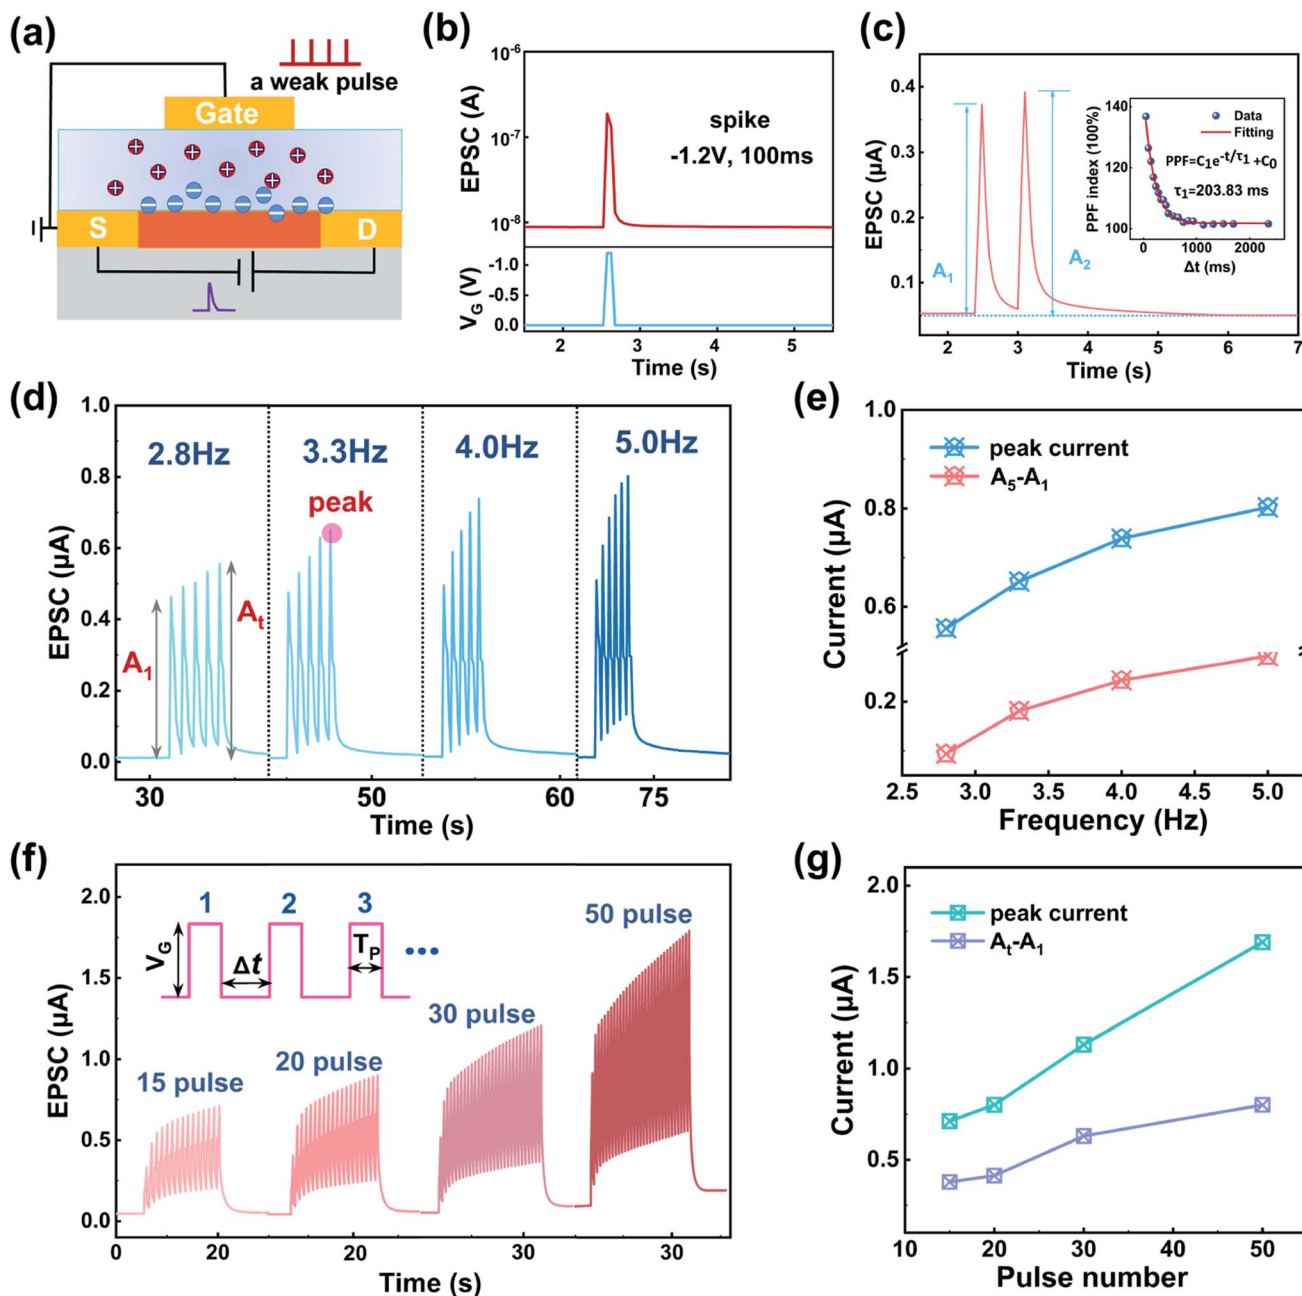 (a)
a weak pulse
Gate
S
D
(b)
EPSC (A)
10⁻⁶
10⁻⁷
10⁻⁸
spike
-1.2V, 100ms
V_G (V)
-1.0
-0.5
0.0
2 3 4 5
Time (s)
(c)
EPSC (µA)
0.4
0.3
0.2
0.1
A₁
A₂
2 3 4 5 6 7
Time (s)
PPF index (100%)
140
120
100
Data
Fitting
PPF=C₁e^(-t/τ₁)+C₀
τ₁=203.83 ms
0 1000 2000
Δt (ms)
(d)
EPSC (µA)
1.0
0.8
0.6
0.4
0.2
0.0
2.8Hz
3.3Hz
4.0Hz
5.0Hz
peak
A₁
A_t
30 50 60 75
Time (s)
(e)
Current (µA)
1.0
0.8
0.6
0.2
peak current
A₅-A₁
2.5 3.0 3.5 4.0 4.5 5.0
Frequency (Hz)
(f)
EPSC (µA)
2.0
1.5
1.0
0.5
0.0
1 2 3
V_G
Δt
T_P
•••
15 pulse
20 pulse
30 pulse
50 pulse
0 20 20 30 30
Time (s)
(g)
Current (µA)
2.0
1.5
1.0
0.5
peak current
A_t-A₁
10 20 30 40 50
Pulse number